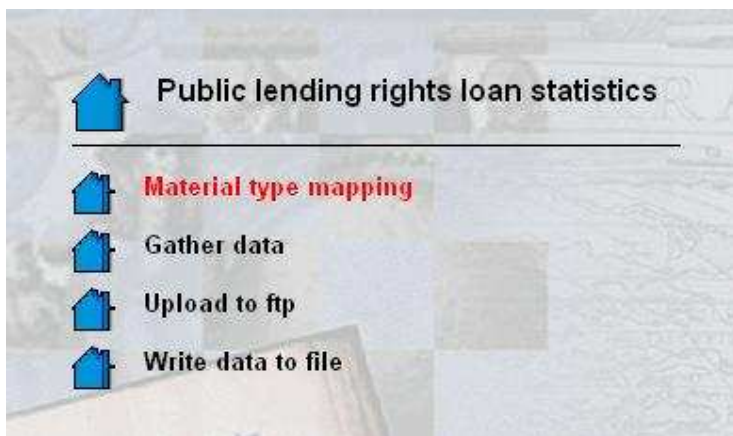 Public lending rights loan statistics
Material type mapping
Gather data
Upload to ftp
Write data to file